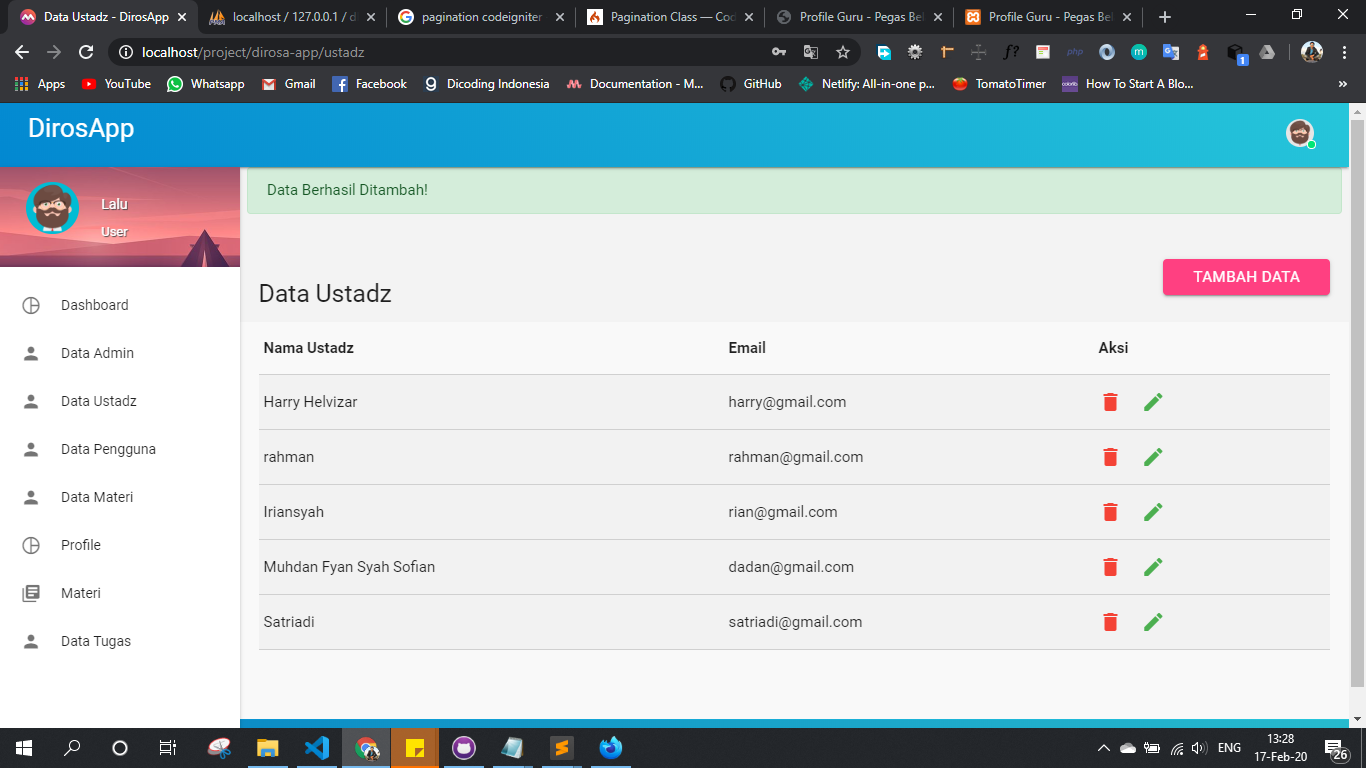 Data Ustadz - DirosApp
localhost / 127.0.0.1 / d
pagination codeigniter
Pagination Class — Cod
Profile Guru - Pegas Bel
Profile Guru - Pegas Bel
localhost/project/dirosa-app/ustadz
f?
php
m
1
Apps
YouTube
Whatsapp
Gmail
Facebook
Dicoding Indonesia
Documentation - M...
GitHub
Netlify: All-in-one p...
TomatoTimer
How To Start A Blo...
»
DirosApp
Lalu
User
Data Berhasil Ditambah!
TAMBAH DATA
Data Ustadz
Dashboard
Data Admin
Data Ustadz
Data Pengguna
Data Materi
Profile
Materi
Data Tugas
Nama Ustadz Email Aksi
Harry Helvizar harry@gmail.com
rahman rahman@gmail.com
Iriansyah rian@gmail.com
Muhdan Fyan Syah Sofian dadan@gmail.com
Satriadi satriadi@gmail.com
ENG
13:28
17-Feb-20
26